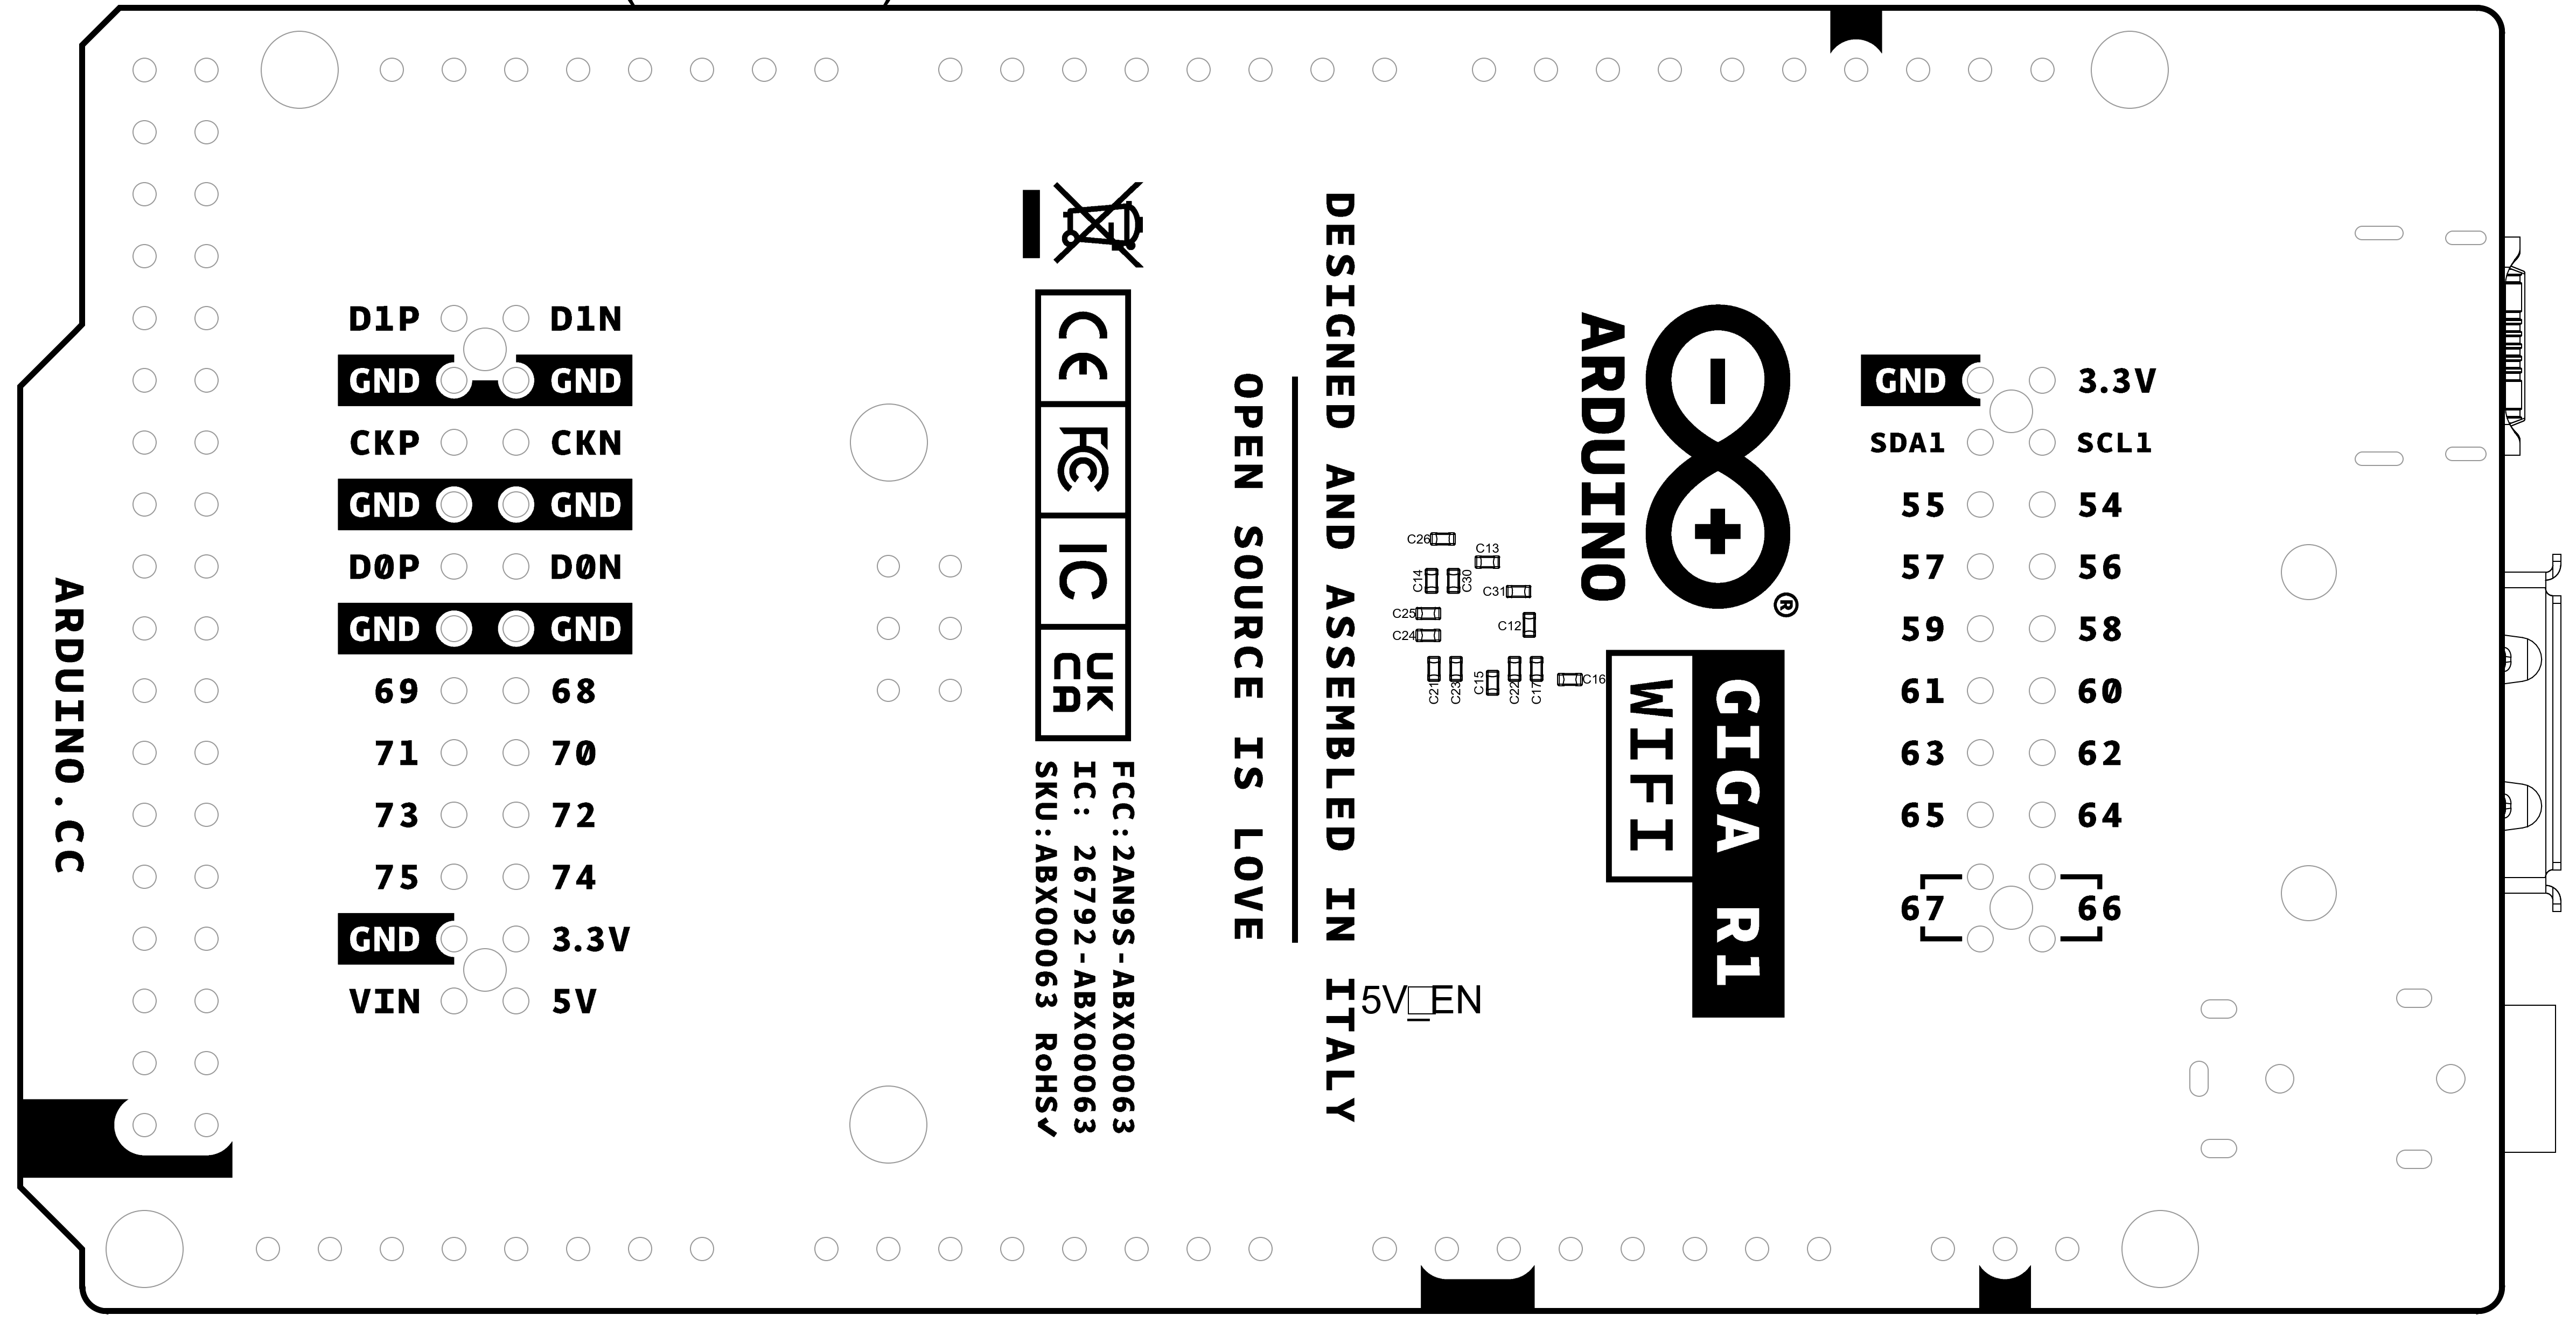 D1P D1N
GND GND
CKP CKN
GND GND
D0P D0N
GND GND
69 68
71 70
73 72
75 74
GND 3.3V
VIN 5V
ARDUINO.CC
CE
FC
IC
UK
CA
FCC:2AN9S-ABX00063
IC: 26792-ABX00063
SKU:ABX00063 RoHS✓
DESIGNED AND ASSEMBLED IN ITALY
OPEN SOURCE IS LOVE
C26
C13
C14
C30
C31
C25
C12
C24
C21
C23
C15
C22
C17
C16
5V_EN
ARDUINO
®
GIGA R1
WIFI
GND 3.3V
SDA1 SCL1
55 54
57 56
59 58
61 60
63 62
65 64
67 66